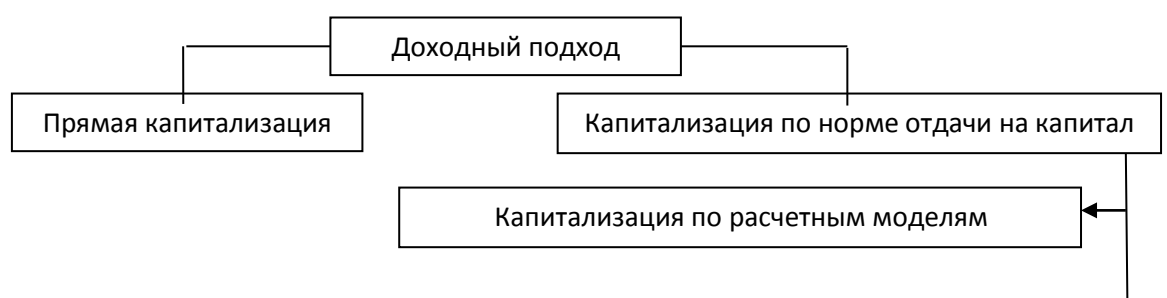 Доходный подход
Прямая капитализация
Капитализация по норме отдачи на капитал
Капитализация по расчетным моделям